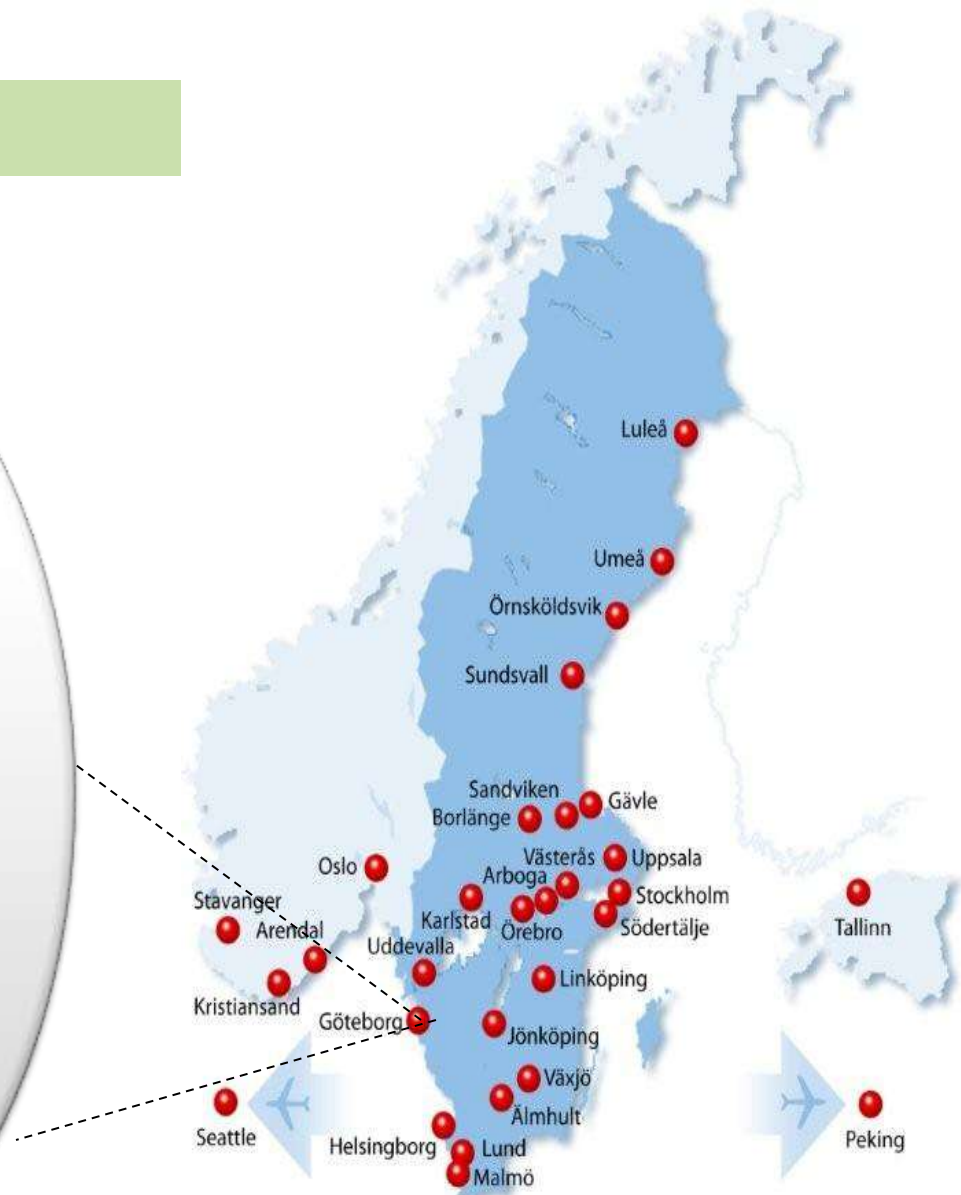 Luleå
Umeå
Örnsköldsvik
Sundsvall
Sandviken
Gävle
Borlänge
Västerås
Uppsala
Oslo
Arboga
Stockholm
Stavanger
Karlstad
Örebro
Södertälje
Tallinn
Arendal
Uddevalla
Linköping
Kristiansand
Göteborg
Jönköping
Växjö
Älmhult
Seattle
Helsingborg
Lund
Peking
Malmö